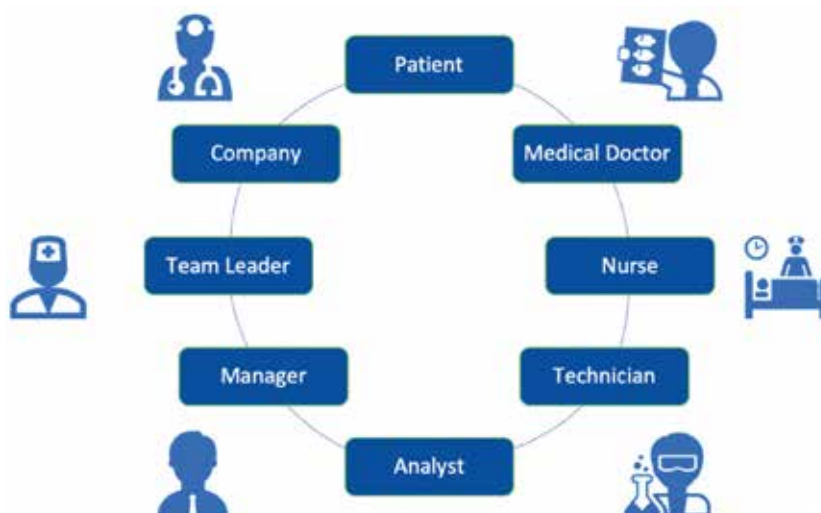 Patient
Company
Medical Doctor
Team Leader
Nurse
Manager
Technician
Analyst